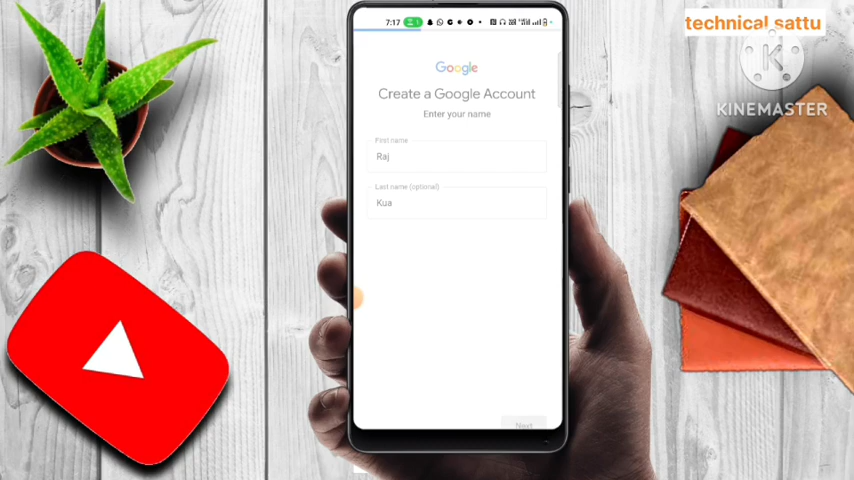 technical sattu
KINEMASTER
7:17
Google
Create a Google Account
Enter your name
First name
Raj
Last name (optional)
Kua
Next